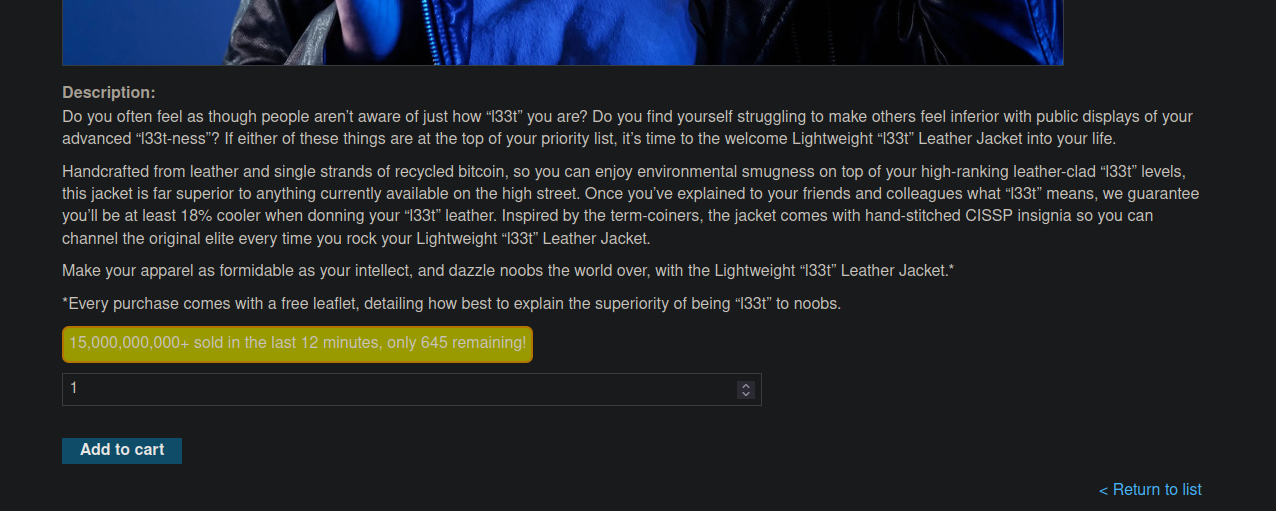 Description:
Do you often feel as though people aren’t aware of just how “l33t” you are? Do you find yourself struggling to make others feel inferior with public displays of your
advanced “l33t-ness”? If either of these things are at the top of your priority list, it’s time to the welcome Lightweight “l33t” Leather Jacket into your life.
Handcrafted from leather and single strands of recycled bitcoin, so you can enjoy environmental smugness on top of your high-ranking leather-clad “l33t” levels,
this jacket is far superior to anything currently available on the high street. Once you’ve explained to your friends and colleagues what “l33t” means, we guarantee
you’ll be at least 18% cooler when donning your “l33t” leather. Inspired by the term-coiners, the jacket comes with hand-stitched CISSP insignia so you can
channel the original elite every time you rock your Lightweight “l33t” Leather Jacket.
Make your apparel as formidable as your intellect, and dazzle noobs the world over, with the Lightweight “l33t” Leather Jacket.*
*Every purchase comes with a free leaflet, detailing how best to explain the superiority of being “l33t” to noobs.
15,000,000,000+ sold in the last 12 minutes, only 645 remaining!
1
Add to cart
< Return to list